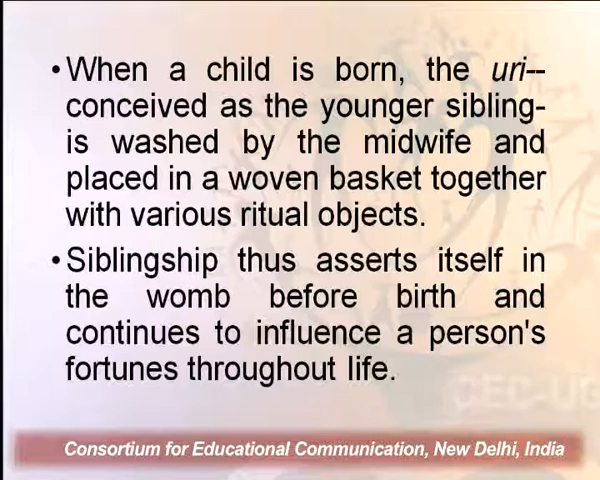 •When a child is born, the uri--
conceived as the younger sibling-
is washed by the midwife and
placed in a woven basket together
with various ritual objects.
•Siblingship thus asserts itself in
the womb before birth and
continues to influence a person's
fortunes throughout life.
CEC-UG
Consortium for Educational Communication, New Delhi, India